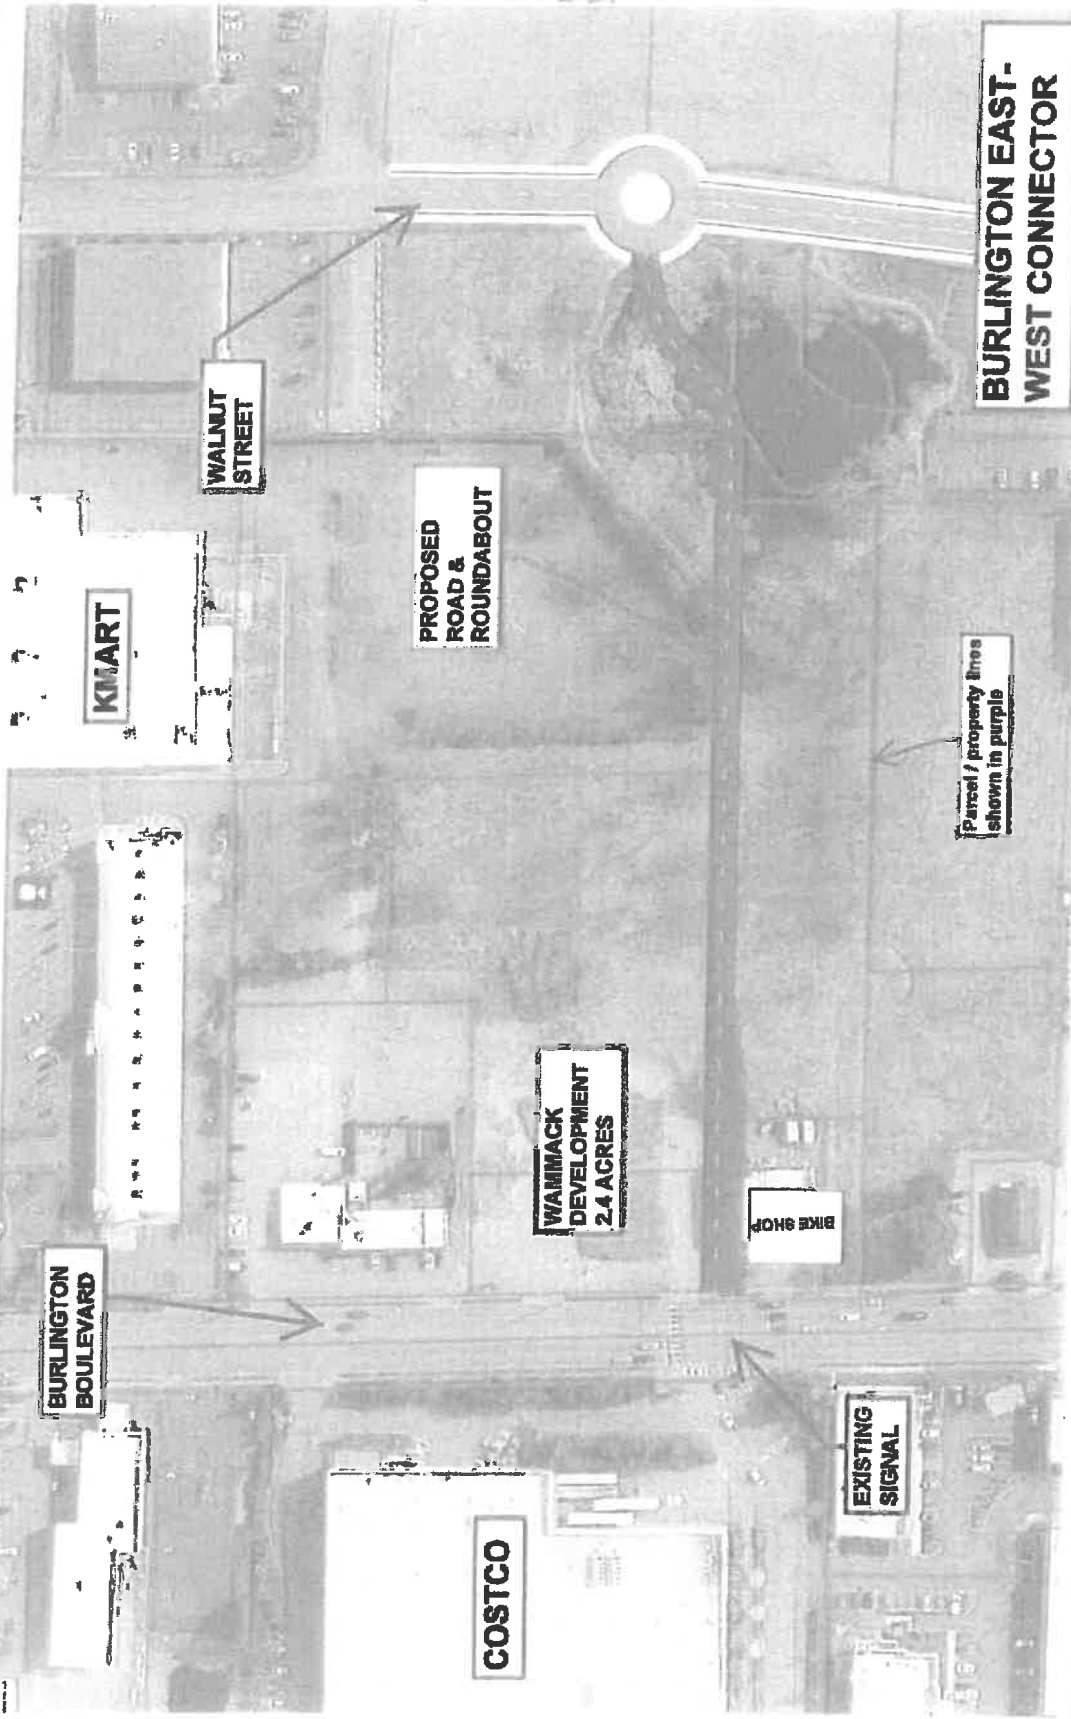 BURLINGTON
BOULEVARD
KMART
WALNUT
STREET
COSTCO
WAMMACK
DEVELOPMENT
2.4 ACRES
PROPOSED
ROAD &
ROUNDABOUT
EXISTING
SIGNAL
BIKE SHOP
Parcel / property lines
shown in purple
BURLINGTON EAST-
WEST CONNECTOR